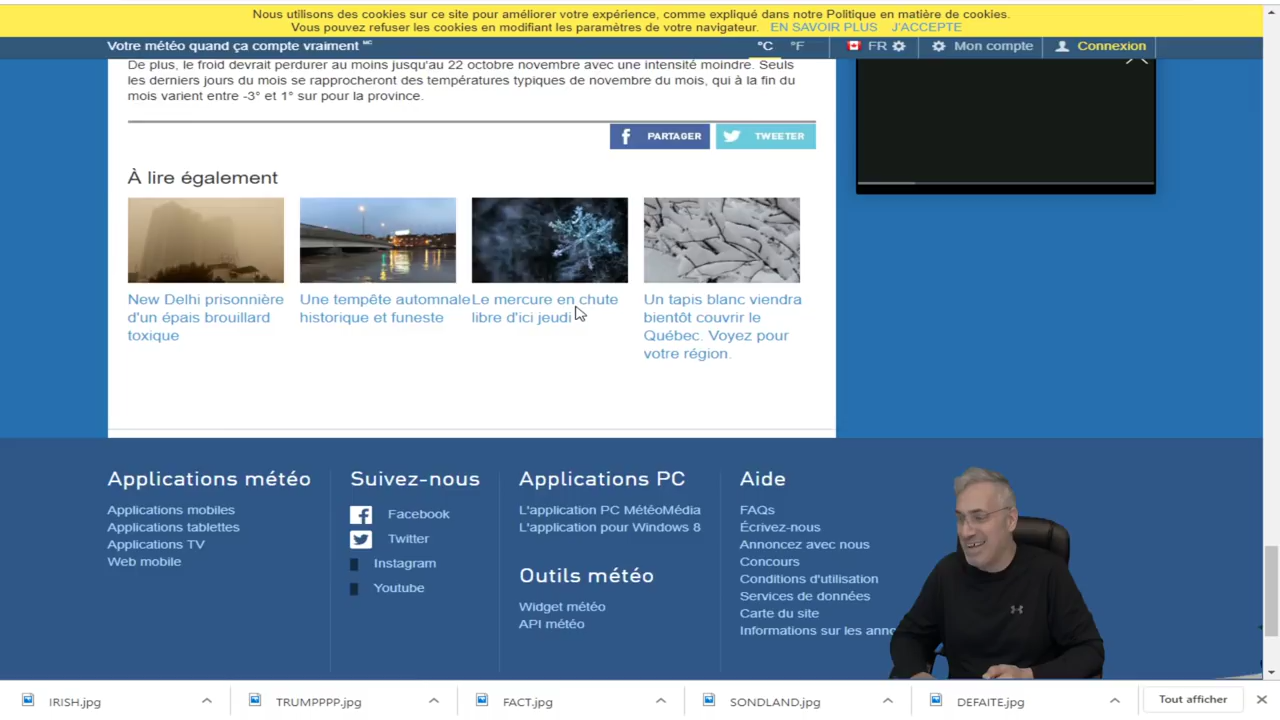 Nous utilisons des cookies sur ce site pour améliorer votre expérience, comme expliqué dans notre Politique en matière de cookies.
Vous pouvez refuser les cookies en modifiant les paramètres de votre navigateur. EN SAVOIR PLUS J'ACCEPTE
Votre météo quand ça compte vraiment MC °C °F FR Mon compte Connexion
De plus, le froid devrait perdurer au moins jusqu'au 22 octobre novembre avec une intensité moindre. Seuls
les derniers jours du mois se rapprocheront des températures typiques de novembre du mois, qui à la fin du
mois varient entre -3° et 1° sur pour la province.
PARTAGER TWEETER
À lire également
New Delhi prisonnière
d'un épais brouillard
toxique
Une tempête automnale
historique et funeste
Le mercure en chute
libre d'ici jeudi
Un tapis blanc viendra
bientôt couvrir le
Québec. Voyez pour
votre région.
Applications météo
Applications mobiles
Applications tablettes
Applications TV
Web mobile
Suivez-nous
Facebook
Twitter
Instagram
Youtube
Applications PC
L'application PC MétéoMédia
L'application pour Windows 8
Outils météo
Widget météo
API météo
Aide
FAQs
Écrivez-nous
Annoncez avec nous
Concours
Conditions d'utilisation
Services de données
Carte du site
Informations sur les annc
IRISH.jpg
TRUMPPPP.jpg
FACT.jpg
SONDLAND.jpg
DEFAITE.jpg
Tout afficher